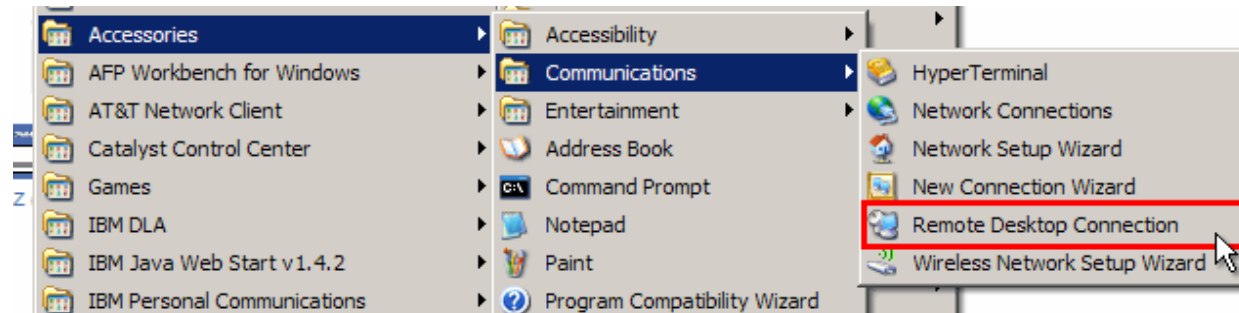 Accessories
AFP Workbench for Windows
AT&T Network Client
Catalyst Control Center
Games
IBM DLA
IBM Java Web Start v1.4.2
IBM Personal Communications
Accessibility
Communications
Entertainment
Address Book
Command Prompt
Notepad
Paint
Program Compatibility Wizard
HyperTerminal
Network Connections
Network Setup Wizard
New Connection Wizard
Remote Desktop Connection
Wireless Network Setup Wizard